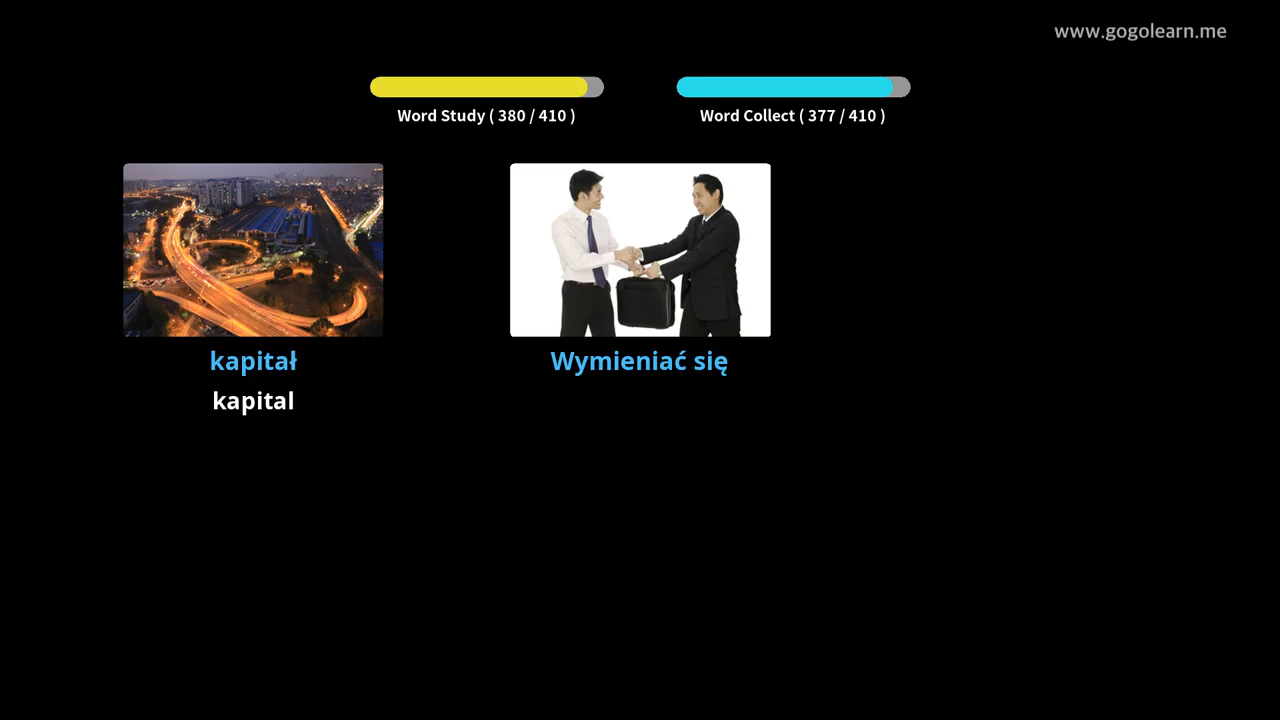 www.gogolearn.me
Word Study ( 380 / 410 )
Word Collect ( 377 / 410 )
kapitał
Wymieniać się
kapital